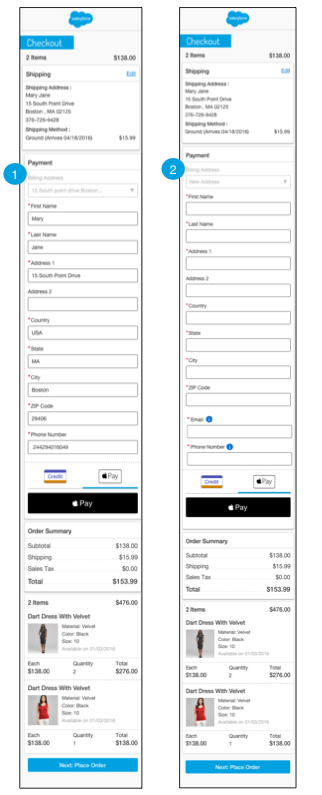 salesforce
Checkout
2 Items $138.00
Shipping Edit
Shipping Address :
Mary Jane
15 South Point Drive
Boston , MA 02125
376-726-9428
Shipping Method :
Ground (Arrives 04/18/2016) $15.99
1
Payment
Billing Address
15 South point drive Boston...
*First Name
Mary
*Last Name
Jane
*Address 1
15 South Point Drive
Address 2
*Country
USA
*State
MA
*City
Boston
*ZIP Code
29406
*Phone Number
244294016049
Credit Pay
Pay
Order Summary
Subtotal $138.00
Shipping $15.99
Sales Tax $0.00
Total $153.99
2 Items $476.00
Dart Dress With Velvet
Material: Velvet
Color: Black
Size: 10
Available on 01/03/2016
Each Quantity Total
$138.00 2 $276.00
Dart Dress With Velvet
Material: Velvet
Color: Black
Size: 10
Available on 01/03/2016
Each Quantity Total
$138.00 1 $138.00
Next: Place Order
salesforce
Checkout
2 Items $138.00
Shipping Edit
Shipping Address :
Mary Jane
15 South Point Drive
Boston , MA 02125
376-726-9428
Shipping Method :
Ground (Arrives 04/18/2016) $15.99
2
Payment
Billing Address
New Address
*First Name
*Last Name
*Address 1
Address 2
*Country
*State
*City
*ZIP Code
*Email i
*Phone Number i
Credit Pay
Pay
Order Summary
Subtotal $138.00
Shipping $15.99
Sales Tax $0.00
Total $153.99
2 Items $476.00
Dart Dress With Velvet
Material: Velvet
Color: Black
Size: 10
Available on 01/03/2016
Each Quantity Total
$138.00 2 $276.00
Dart Dress With Velvet
Material: Velvet
Color: Black
Size: 10
Available on 01/03/2016
Each Quantity Total
$138.00 1 $138.00
Next: Place Order